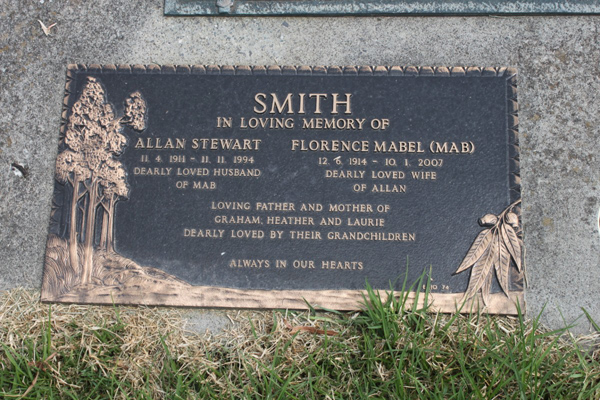 SMITH
IN LOVING MEMORY OF
ALLAN STEWART
11. 4. 1911 - 11. 11. 1994
DEARLY LOVED HUSBAND
OF MAB
FLORENCE MABEL (MAB)
12. 6. 1914 - 10. 1. 2007
DEARLY LOVED WIFE
OF ALLAN
LOVING FATHER AND MOTHER OF
GRAHAM, HEATHER AND LAURIE
DEARLY LOVED BY THEIR GRANDCHILDREN
ALWAYS IN OUR HEARTS